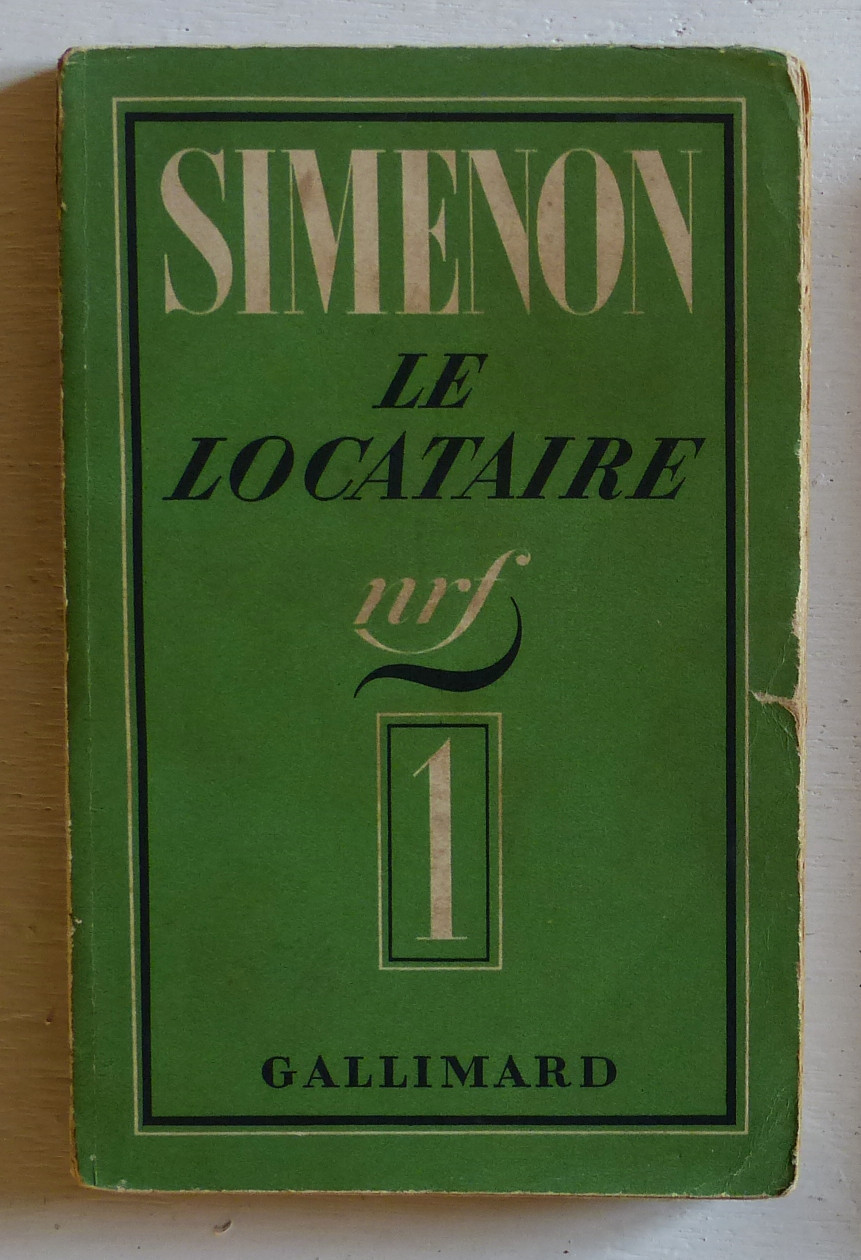 SIMENON
LE
LOCATAIRE
nrf
1
GALLIMARD